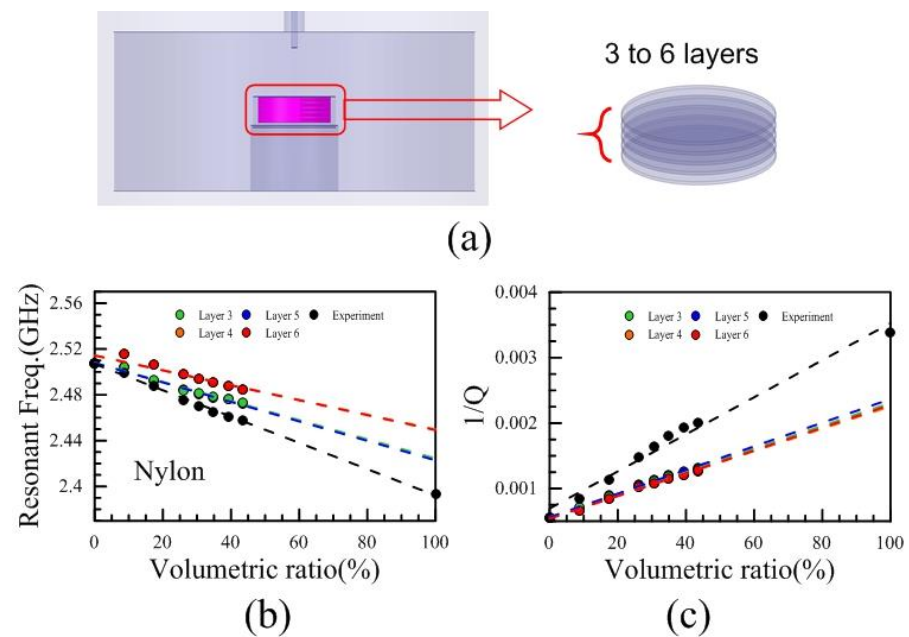 3 to 6 layers
(a)
Resonant Freq.(GHz)
2.56
2.52
2.48
2.44
2.4
Layer 3
Layer 5
Experiment
Layer 4
Layer 6
Nylon
0
20
40
60
80
100
Volumetric ratio(%)
(b)
1/Q
0.004
0.003
0.002
0.001
Layer 3
Layer 5
Experiment
Layer 4
Layer 6
0
20
40
60
80
100
Volumetric ratio(%)
(c)